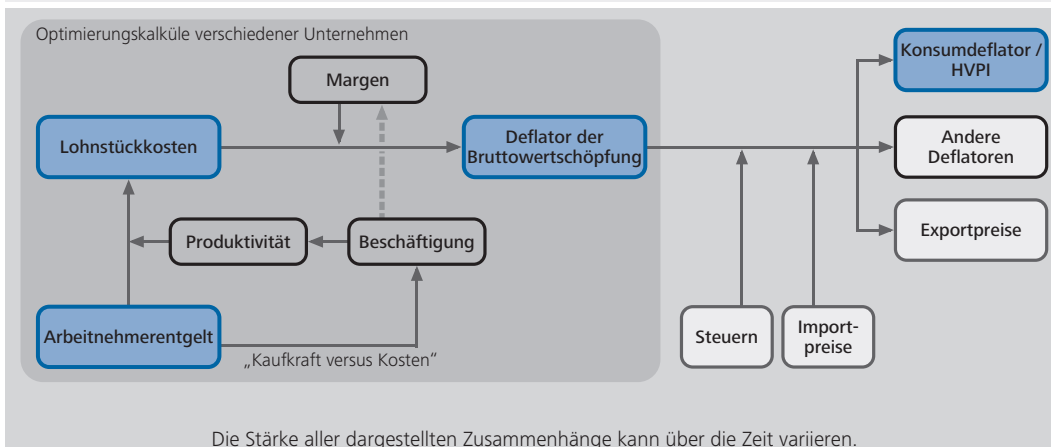 Optimierungskalküle verschiedener Unternehmen
Margen
Konsumdeflator /
HVPI
Lohnstückkosten
Deflator der
Bruttowertschöpfung
Andere
Deflatoren
Produktivität
Beschäftigung
Exportpreise
Arbeitnehmerentgelt
„Kaufkraft versus Kosten“
Steuern
Import-
preise
Die Stärke aller dargestellten Zusammenhänge kann über die Zeit variieren.